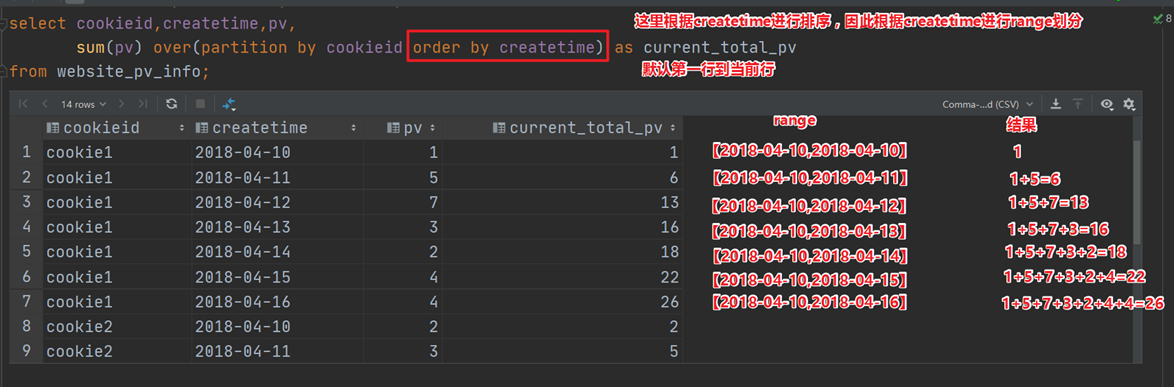 select cookieid,createtime,pv,
这里根据createtime进行排序，因此根据createtime进行range划分
8
sum(pv) over(partition by cookieid order by createtime) as current_total_pv
from website_pv_info;
默认第一行到当前行
14 rows
Comma-...d (CSV)
cookieid createtime pv current_total_pv range 结果
1 cookie1 2018-04-10 1 1 【2018-04-10,2018-04-10】 1
2 cookie1 2018-04-11 5 6 【2018-04-10,2018-04-11】 1+5=6
3 cookie1 2018-04-12 7 13 【2018-04-10,2018-04-12】 1+5+7=13
4 cookie1 2018-04-13 3 16 【2018-04-10,2018-04-13】 1+5+7+3=16
5 cookie1 2018-04-14 2 18 【2018-04-10,2018-04-14】 1+5+7+3+2=18
6 cookie1 2018-04-15 4 22 【2018-04-10,2018-04-15】 1+5+7+3+2+4=22
7 cookie1 2018-04-16 4 26 【2018-04-10,2018-04-16】 1+5+7+3+2+4+4=26
8 cookie2 2018-04-10 2 2
9 cookie2 2018-04-11 3 5